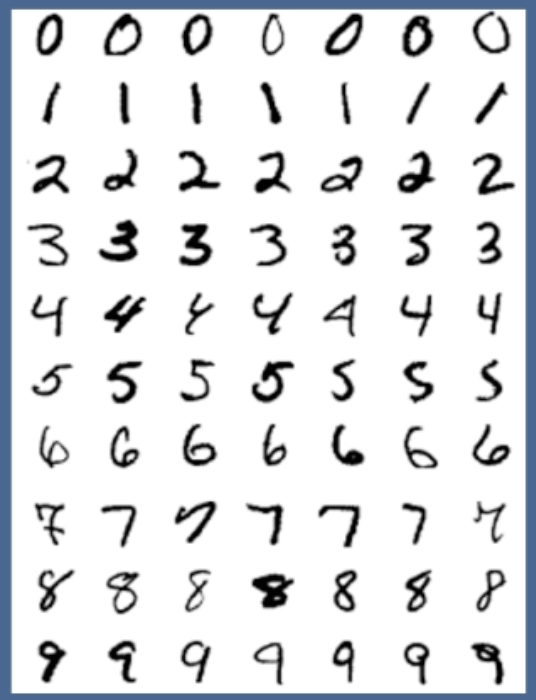 0 0 0 0 0 0 0
1 1 1 1 1 1 1
2 2 2 2 2 2 2
3 3 3 3 3 3 3
4 4 4 4 4 4 4
5 5 5 5 5 5 5
6 6 6 6 6 6 6
7 7 7 7 7 7 7
8 8 8 8 8 8 8
9 9 9 9 9 9 9